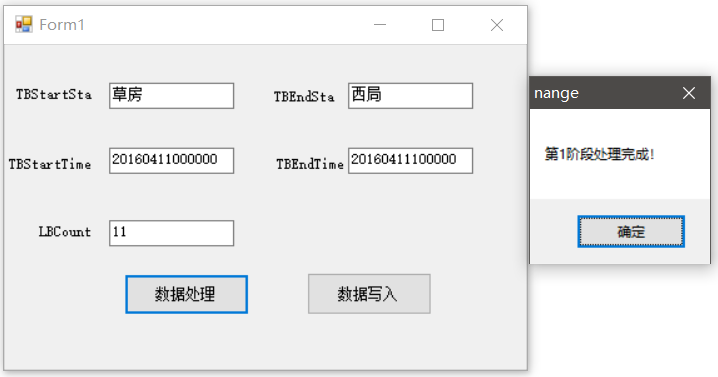 Form1
TBStartSta 草房 TBEndSta 西局
TBStartTime 20160411000000 TBEndTime 20160411100000
LBCount 11
数据处理 数据写入
nange
第1阶段处理完成!
确定